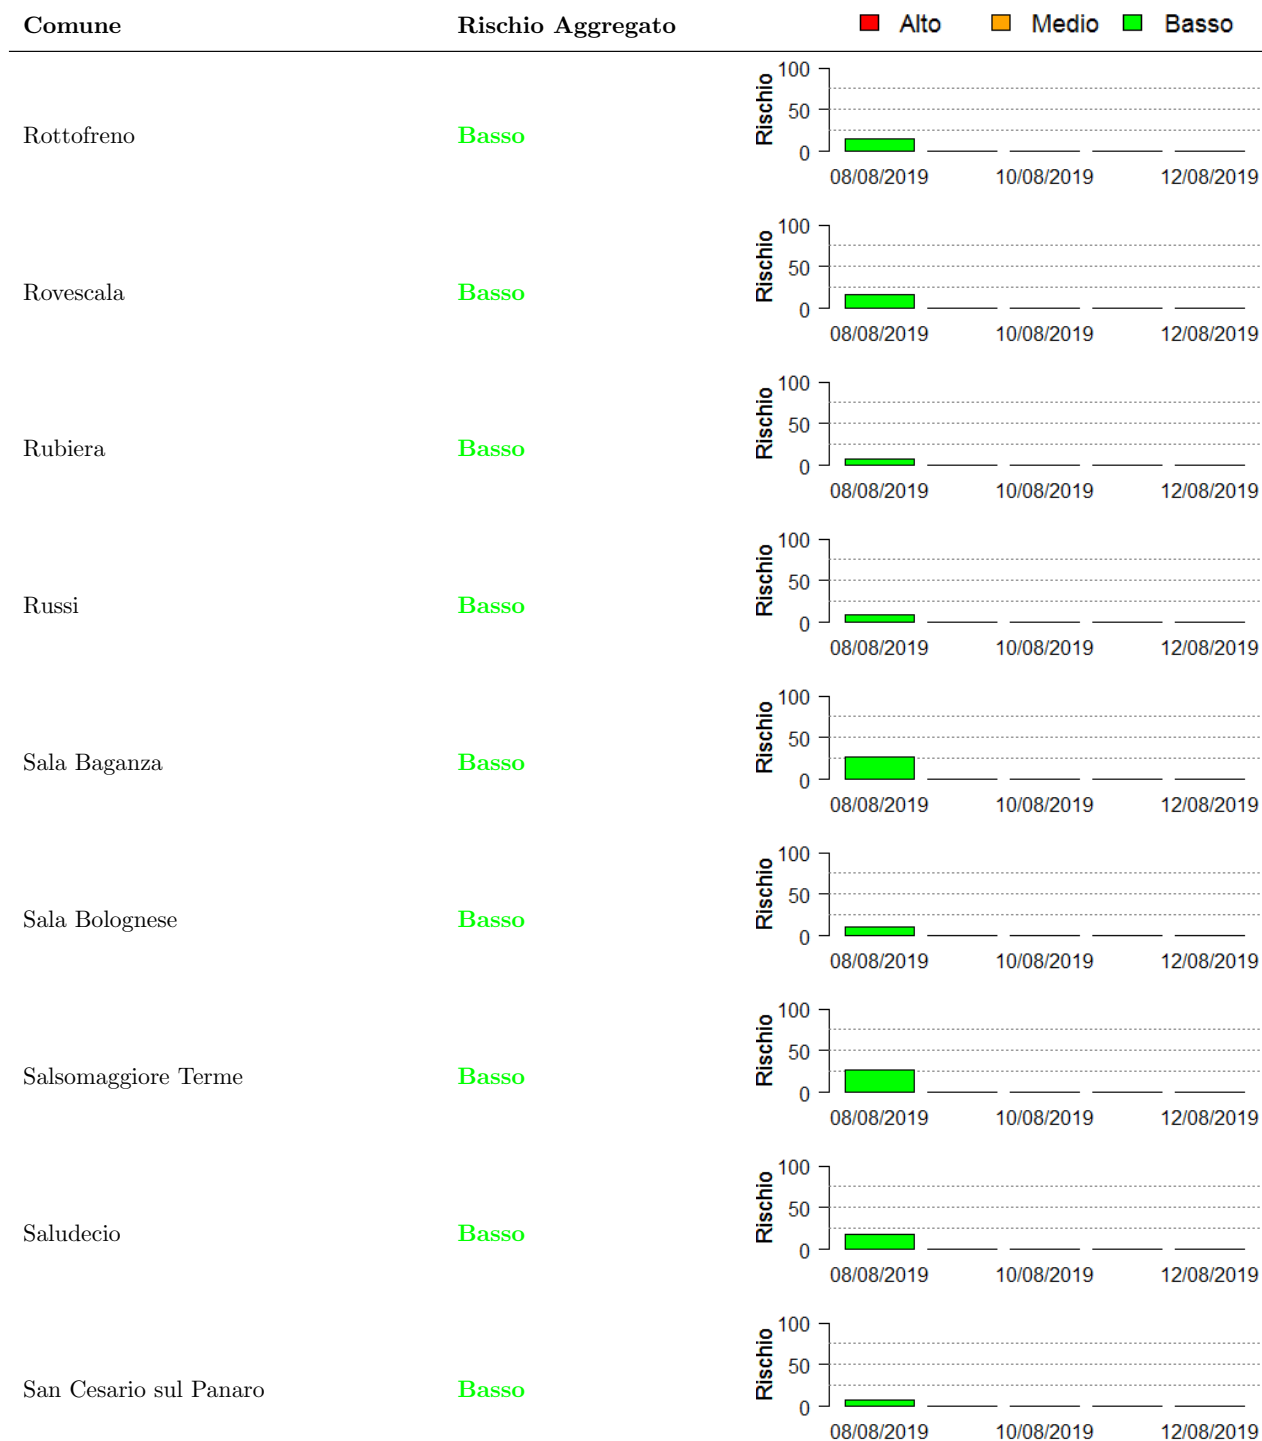 Comune Rischio Aggregato Alto Medio Basso
100
50
0
Rischio
Rottofreno Basso
08/08/2019 10/08/2019 12/08/2019
100
50
0
Rischio
Rovescala Basso
08/08/2019 10/08/2019 12/08/2019
100
50
0
Rischio
Rubiera Basso
08/08/2019 10/08/2019 12/08/2019
100
50
0
Rischio
Russi Basso
08/08/2019 10/08/2019 12/08/2019
100
50
0
Rischio
Sala Baganza Basso
08/08/2019 10/08/2019 12/08/2019
100
50
0
Rischio
Sala Bolognese Basso
08/08/2019 10/08/2019 12/08/2019
100
50
0
Rischio
Salsomaggiore Terme Basso
08/08/2019 10/08/2019 12/08/2019
100
50
0
Rischio
Saludecio Basso
08/08/2019 10/08/2019 12/08/2019
100
50
0
Rischio
San Cesario sul Panaro Basso
08/08/2019 10/08/2019 12/08/2019